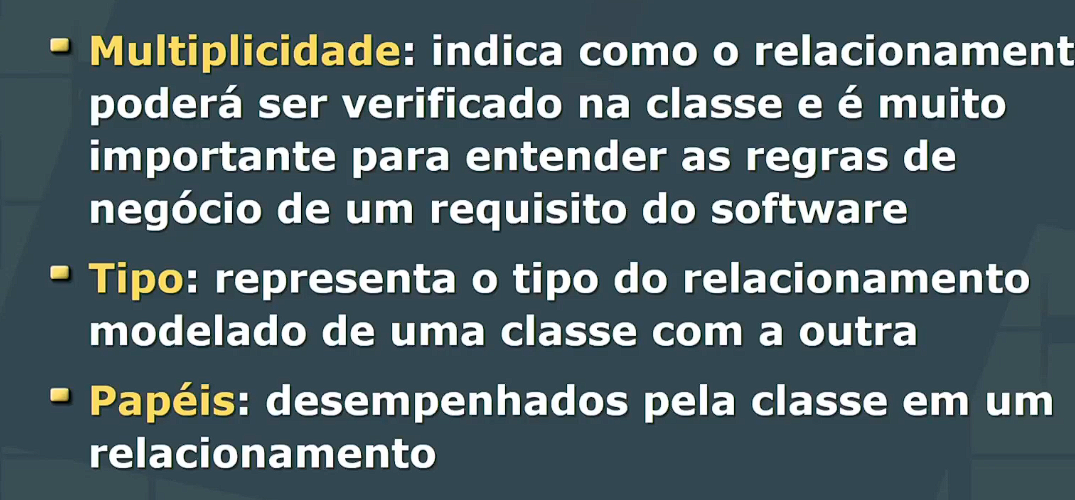 Multiplicidade: indica como o relacionament
poderá ser verificado na classe e é muito
importante para entender as regras de
negócio de um requisito do software
Tipo: representa o tipo do relacionamento
modelado de uma classe com a outra
Papéis: desempenhados pela classe em um
relacionamento